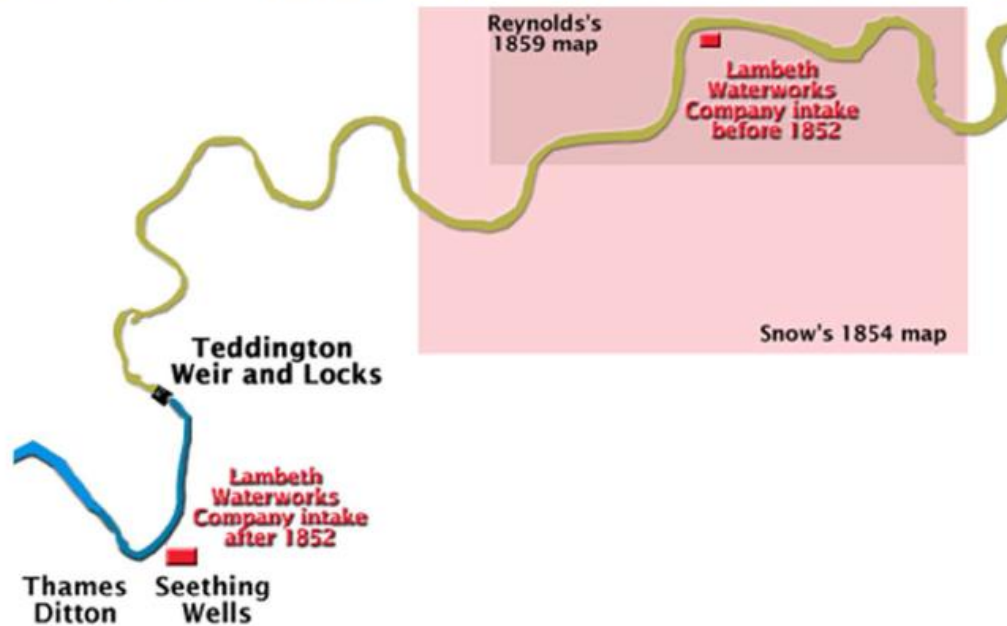 Reynolds's
1859 map
Lambeth
Waterworks
Company intake
before 1852
Snow's 1854 map
Teddington
Weir and Locks
Lambeth
Waterworks
Company intake
after 1852
Thames
Ditton
Seething
Wells